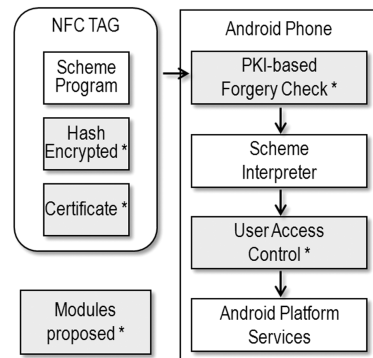 NFC TAG
Scheme
Program
Hash
Encrypted *
Certificate *
Modules
proposed *
Android Phone
PKI-based
Forgery Check *
Scheme
Interpreter
User Access
Control *
Android Platform
Services